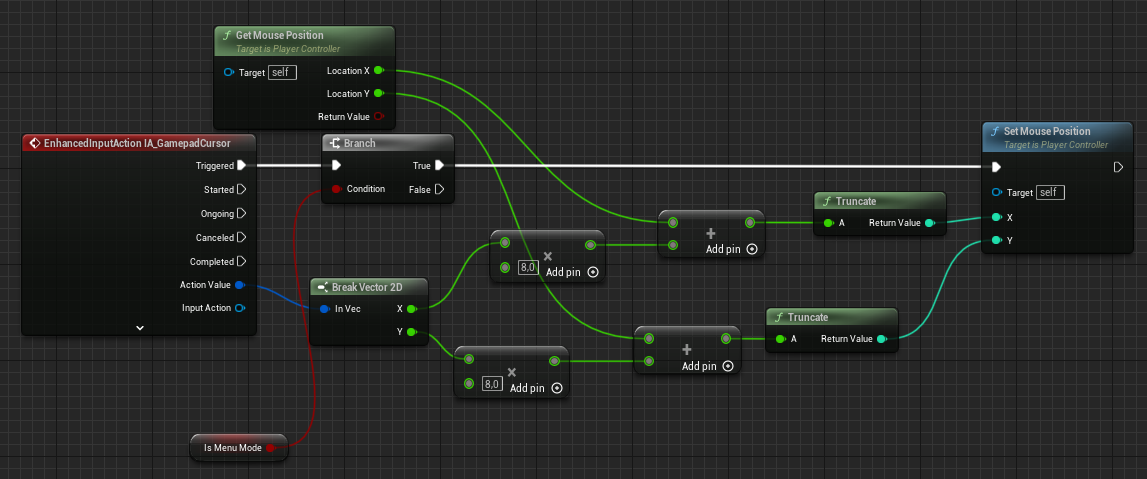 Get Mouse Position
Target is Player Controller
Target self
Location X
Location Y
Return Value
EnhancedInputAction IA_GamepadCursor
Triggered
Started
Ongoing
Canceled
Completed
Action Value
Input Action
Branch
True
Condition
False
Break Vector 2D
In Vec
X
Y
8,0
Add pin
8,0
Add pin
Is Menu Mode
+
Add pin
+
Add pin
Truncate
A
Return Value
Truncate
A
Return Value
Set Mouse Position
Target is Player Controller
Target self
X
Y